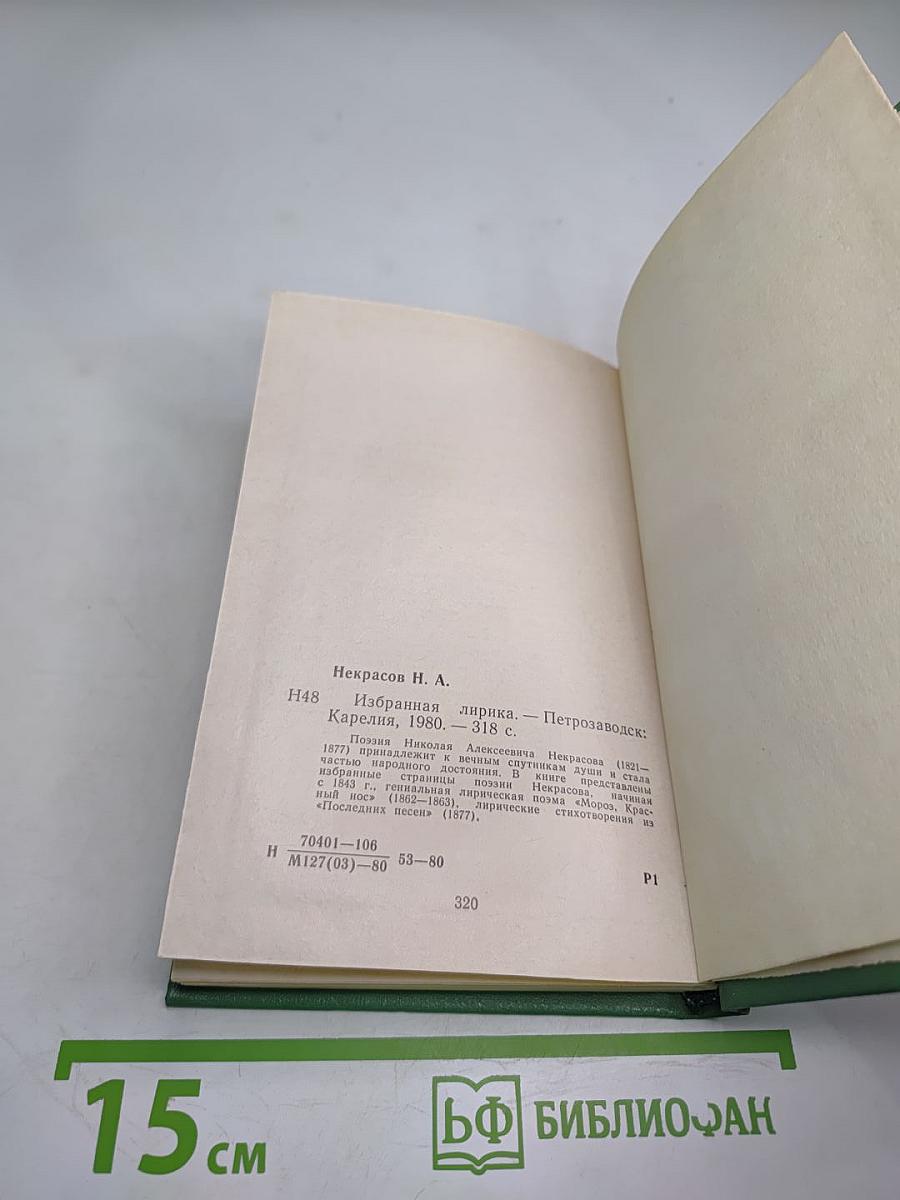 Некрасов Н. А.
Н48 Избранная лирика. — Петрозаводск:
Карелия, 1980. — 318 с.
Поэзия Николая Алексеевича Некрасова (1821—
1877) принадлежит к вечным спутникам души и стала
частью народного достояния. В книге представлены
избранные страницы поэзии Некрасова, начиная
с 1843 г., гениальная лирическая поэма «Мороз, Крас-
ный нос» (1862—1863), лирические стихотворения из
«Последних песен» (1877).
Н 70401—106
М127(03)—80 53—80
Р1
320
15 см
БФ БИБЛИОФАН